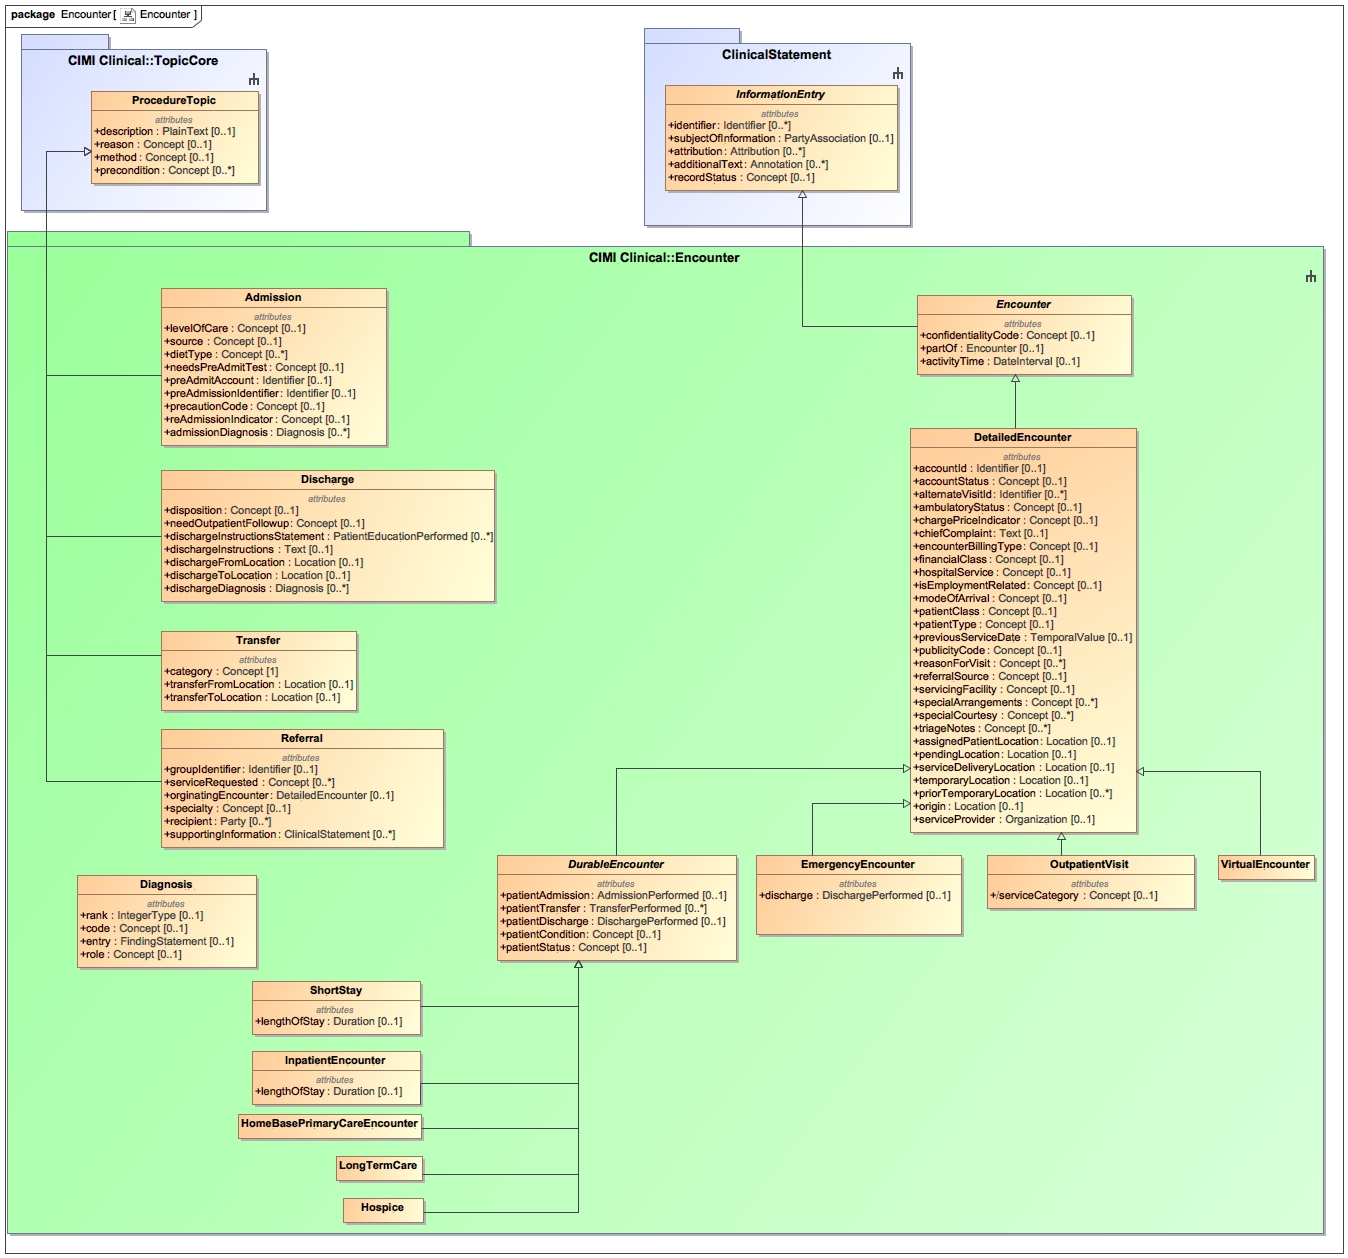 package Encounter[ Encounter ]
CIMI Clinical::TopicCore
ProcedureTopic
attributes
+description : PlainText [0..1]
+reason : Concept [0..1]
+method : Concept [0..1]
+precondition : Concept [0..*]
ClinicalStatement
InformationEntry
attributes
+identifier : Identifier [0..*]
+subjectOfInformation : PartyAssociation [0..1]
+attribution : Attribution [0..*]
+additionalText : Annotation [0..*]
+recordStatus : Concept [0..1]
CIMI Clinical::Encounter
Admission
attributes
+levelOfCare : Concept [0..1]
+source : Concept [0..1]
+dietType : Concept [0..*]
+needsPreAdmitTest : Concept [0..1]
+preAdmitAccount : Identifier [0..1]
+preAdmissionIdentifier : Identifier [0..1]
+precautionCode : Concept [0..1]
+reAdmissionIndicator : Concept [0..1]
+admissionDiagnosis : Diagnosis [0..*]
Encounter
attributes
+confidentialityCode : Concept [0..1]
+partOf : Encounter [0..1]
+activityTime : DateInterval [0..1]
Discharge
attributes
+disposition : Concept [0..1]
+needOutpatientFollowup : Concept [0..1]
+dischargeInstructionsStatement : PatientEducationPerformed [0..*]
+dischargeInstructions : Text [0..1]
+dischargeFromLocation : Location [0..1]
+dischargeToLocation : Location [0..1]
+dischargeDiagnosis : Diagnosis [0..*]
DetailedEncounter
attributes
+accountId : Identifier [0..1]
+accountStatus : Concept [0..1]
+alternateVisitId : Identifier [0..*]
+ambulatoryStatus : Concept [0..1]
+chargePriceIndicator : Concept [0..1]
+chiefComplaint : Text [0..1]
+encounterBillingType : Concept [0..1]
+financialClass : Concept [0..1]
+hospitalService : Concept [0..1]
+isEmploymentRelated : Concept [0..1]
+modeOfArrival : Concept [0..1]
+patientClass : Concept [0..1]
+patientType : Concept [0..1]
+previousServiceDate : TemporalValue [0..1]
+publicityCode : Concept [0..1]
+reasonForVisit : Concept [0..*]
+referralSource : Concept [0..1]
+servicingFacility : Concept [0..1]
+specialArrangements : Concept [0..*]
+specialCourtesy : Concept [0..*]
+triageNotes : Concept [0..*]
+assignedPatientLocation : Location [0..1]
+pendingLocation : Location [0..1]
+serviceDeliveryLocation : Location [0..1]
+temporaryLocation : Location [0..1]
+priorTemporaryLocation : Location [0..*]
+origin : Location [0..1]
+serviceProvider : Organization [0..1]
Transfer
attributes
+category : Concept [1]
+transferFromLocation : Location [0..1]
+transferToLocation : Location [0..1]
Referral
attributes
+groupIdentifier : Identifier [0..1]
+serviceRequested : Concept [0..*]
+orginatingEncounter : DetailedEncounter [0..1]
+specialty : Concept [0..1]
+recipient : Party [0..*]
+supportingInformation : ClinicalStatement [0..*]
Diagnosis
attributes
+rank : IntegerType [0..1]
+code : Concept [0..1]
+entry : FindingStatement [0..1]
+role : Concept [0..1]
DurableEncounter
attributes
+patientAdmission : AdmissionPerformed [0..1]
+patientTransfer : TransferPerformed [0..*]
+patientDischarge : DischargePerformed [0..1]
+patientCondition : Concept [0..1]
+patientStatus : Concept [0..1]
EmergencyEncounter
attributes
+discharge : DischargePerformed [0..1]
OutpatientVisit
attributes
+/serviceCategory : Concept [0..1]
VirtualEncounter
ShortStay
attributes
+lengthOfStay : Duration [0..1]
InpatientEncounter
attributes
+lengthOfStay : Duration [0..1]
HomeBasePrimaryCareEncounter
LongTermCare
Hospice